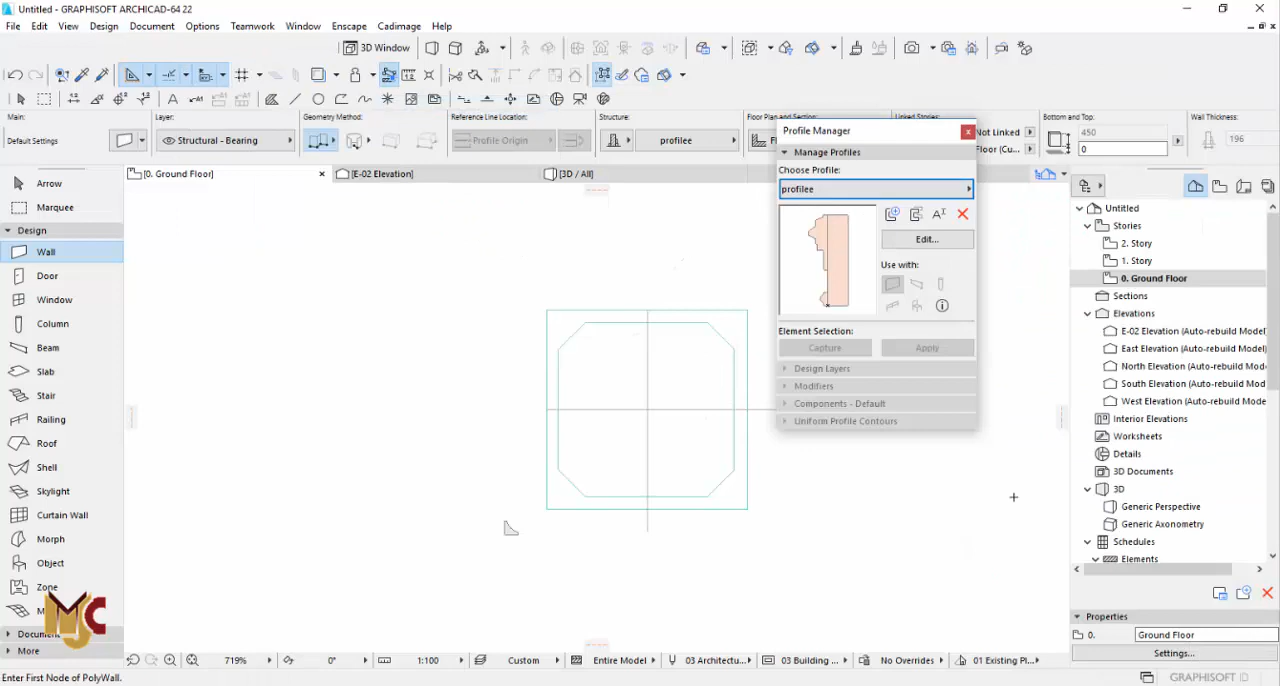 Untitled - GRAPHISOFT ARCHICAD-64 22
File Edit View Design Document Options Teamwork Window Enscape Cadimage Help
3D Window
Main:
Layer:
Geometry Method:
Reference Line Location:
Structure:
Floor Plan and Section:
Bottom and Top:
Wall Thickness:
Default Settings
Structural - Bearing
Profile Origin
profilee
Not Linked
Floor (Cu...
450
0
196
[0. Ground Floor]
[E-02 Elevation]
[3D / All]
Arrow
Marquee
Design
Wall
Door
Window
Column
Beam
Slab
Stair
Railing
Roof
Shell
Skylight
Curtain Wall
Morph
Object
Zone
More
MJC
Profile Manager
Manage Profiles
Choose Profile:
profilee
Edit...
Use with:
Element Selection:
Capture
Apply
Design Layers
Modifiers
Components - Default
Uniform Profile Contours
Untitled
Stories
2. Story
1. Story
0. Ground Floor
Sections
Elevations
E-02 Elevation (Auto-rebuild Model)
East Elevation (Auto-rebuild Model)
North Elevation (Auto-rebuild Mod
South Elevation (Auto-rebuild Mod
West Elevation (Auto-rebuild Mod
Interior Elevations
Worksheets
Details
3D Documents
3D
Generic Perspective
Generic Axonometry
Schedules
Elements
Properties
0.
Ground Floor
Settings...
719%
0°
1:100
Custom
Entire Model
03 Architectu...
03 Building ...
No Overrides
01 Existing Pl...
Enter First Node of PolyWall.
GRAPHISOFT ID